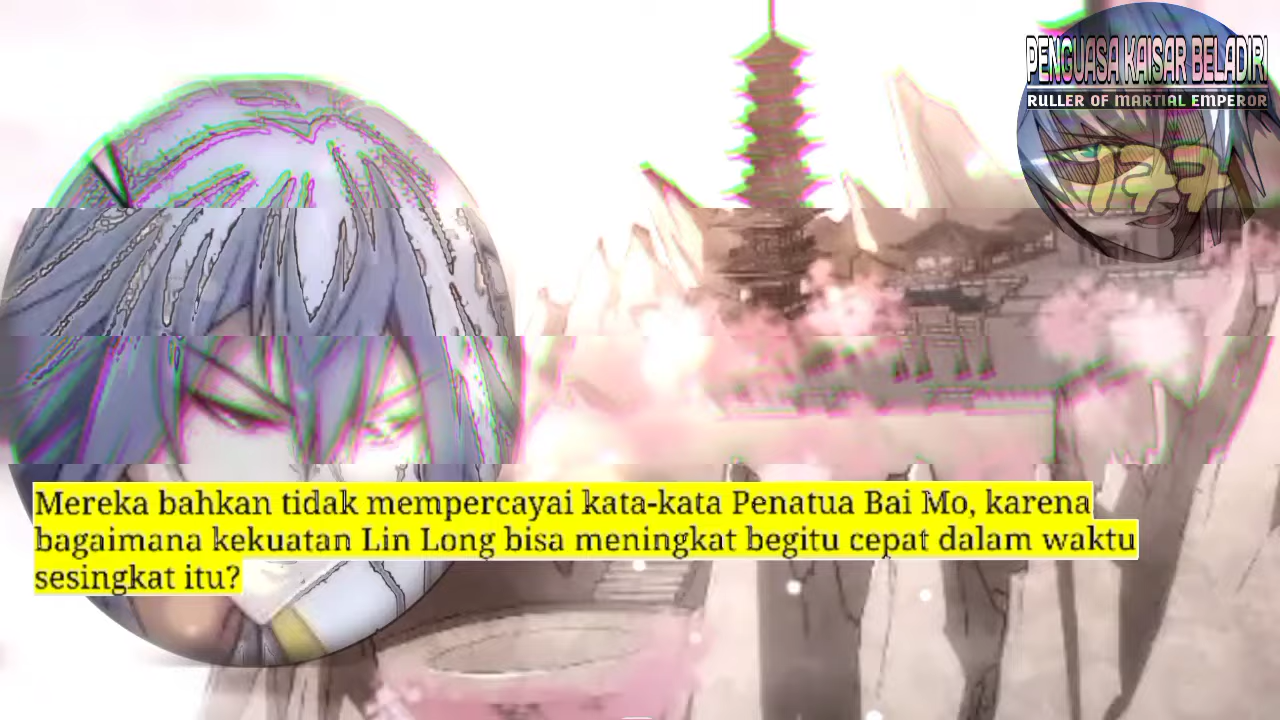 PENGUASA KAISAR BELADIRI
RULLER OF MARTIAL EMPEROR
177
Mereka bahkan tidak mempercayai kata-kata Penatua Bai Mo, karena
bagaimana kekuatan Lin Long bisa meningkat begitu cepat dalam waktu
sesingkat itu?